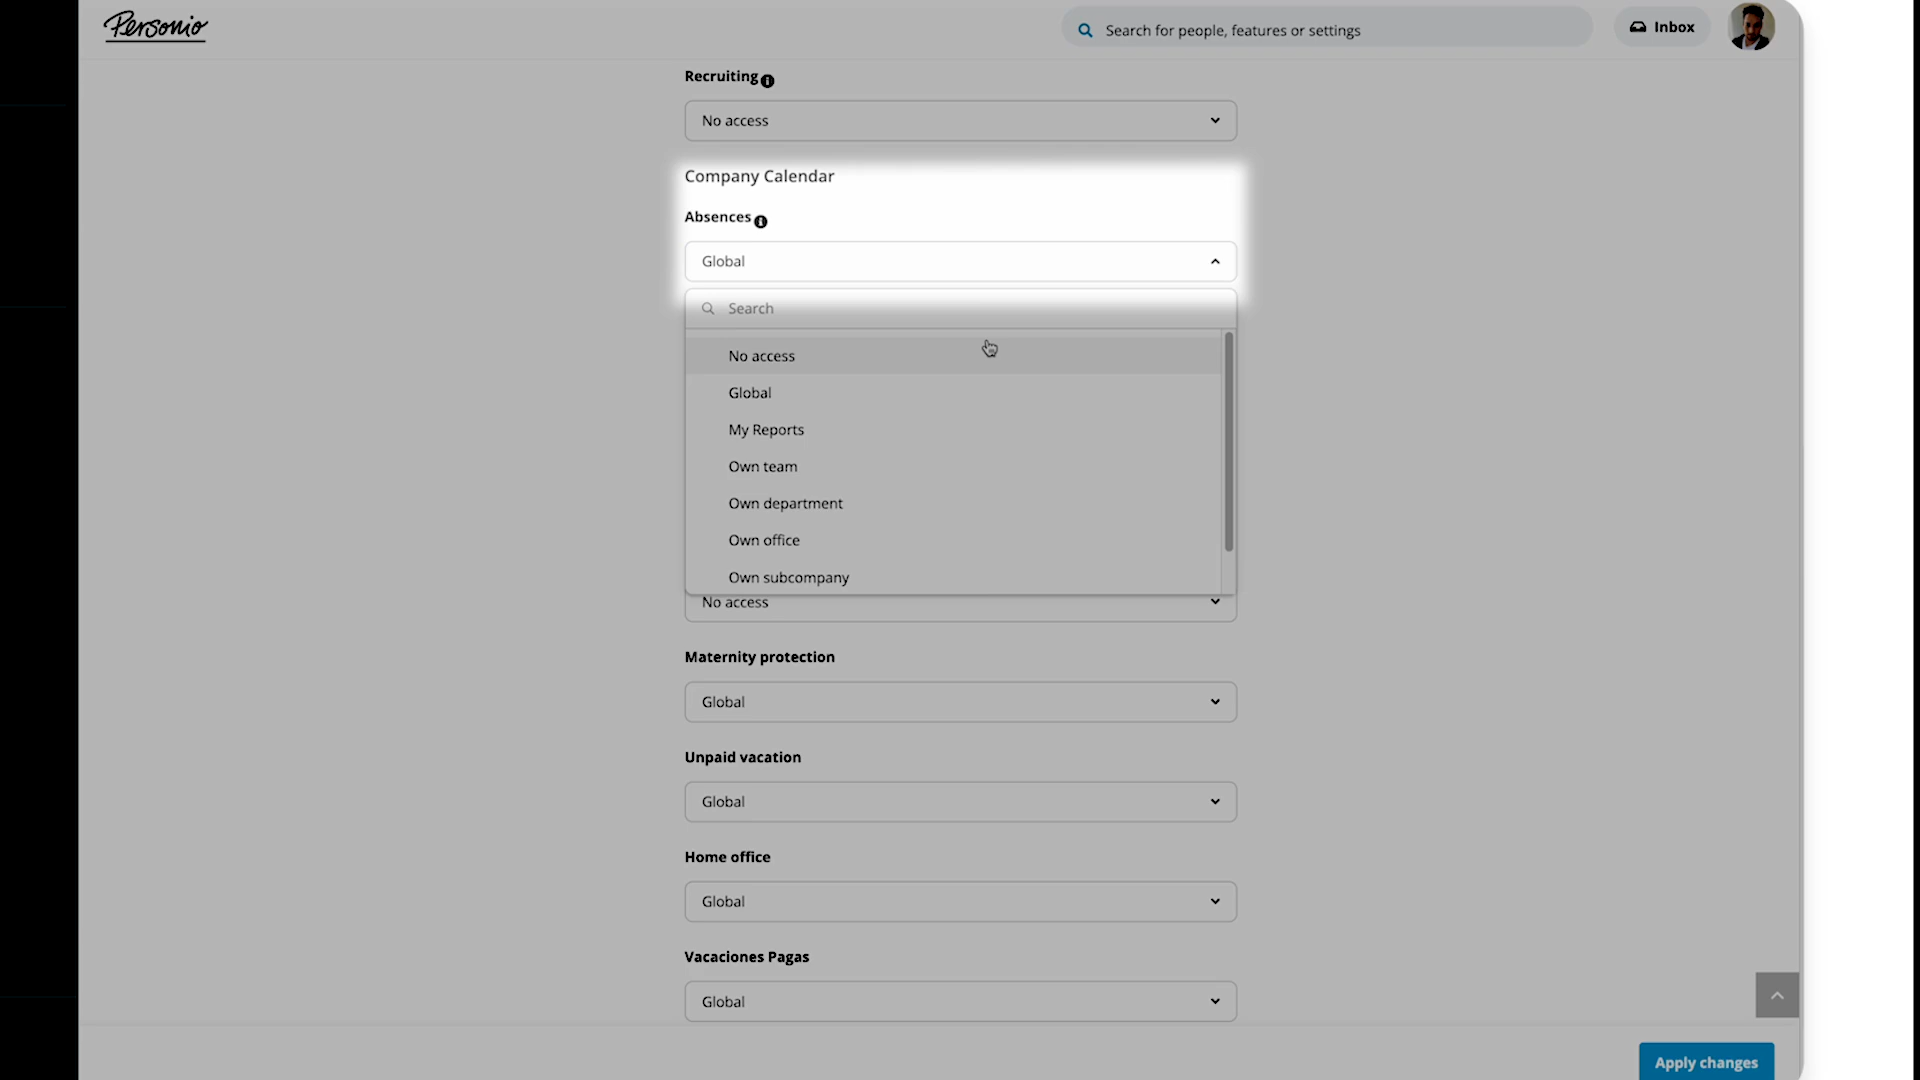 Personio
Search for people, features or settings
Inbox
Recruiting
No access
Company Calendar
Absences
Global
Search
No access
Global
My Reports
Own team
Own department
Own office
Own subcompany
No access
Maternity protection
Global
Unpaid vacation
Global
Home office
Global
Vacaciones Pagas
Global
Apply changes